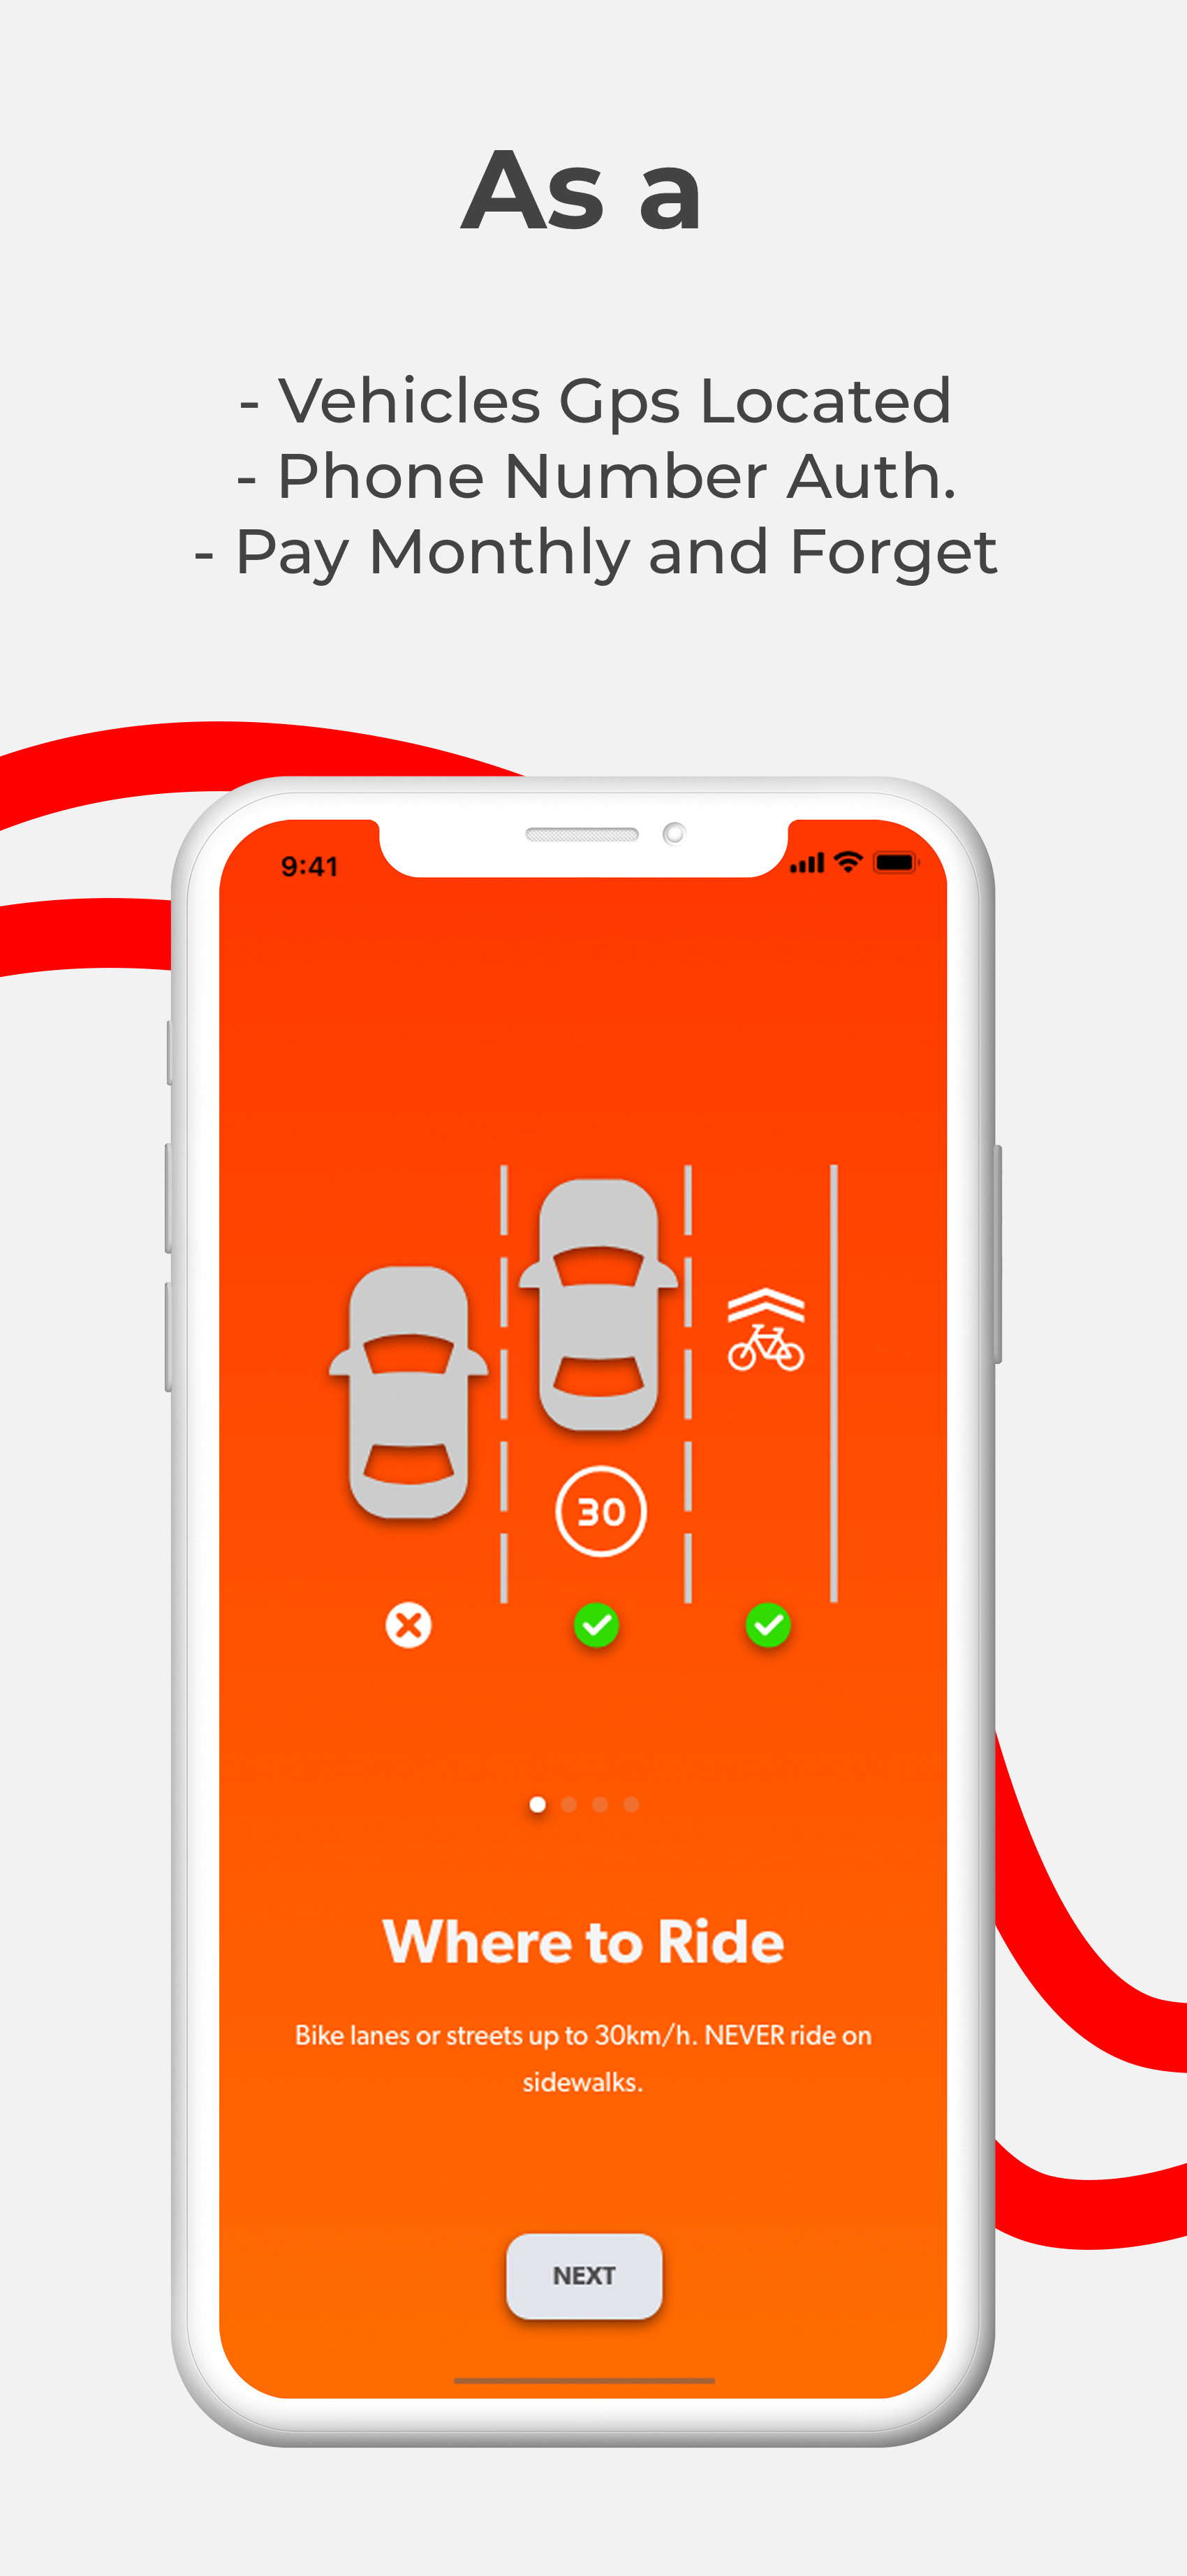 As a
- Vehicles Gps Located
- Phone Number Auth.
- Pay Monthly and Forget
9:41
30
Where to Ride
Bike lanes or streets up to 30km/h. NEVER ride on
sidewalks.
NEXT